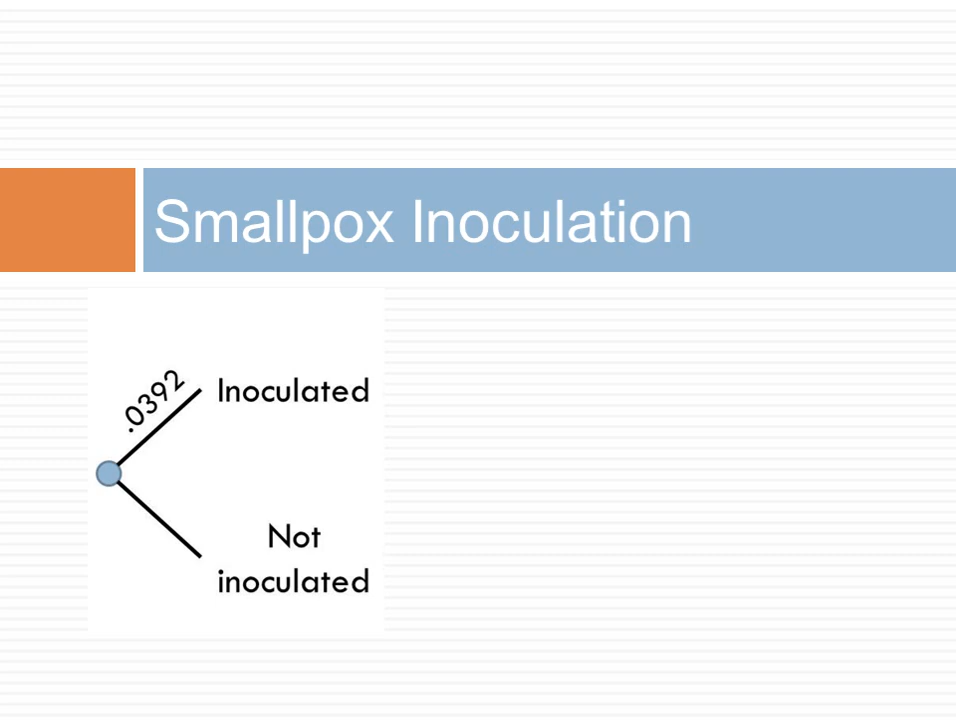 Smallpox Inoculation
.0392
Inoculated
Not
inoculated